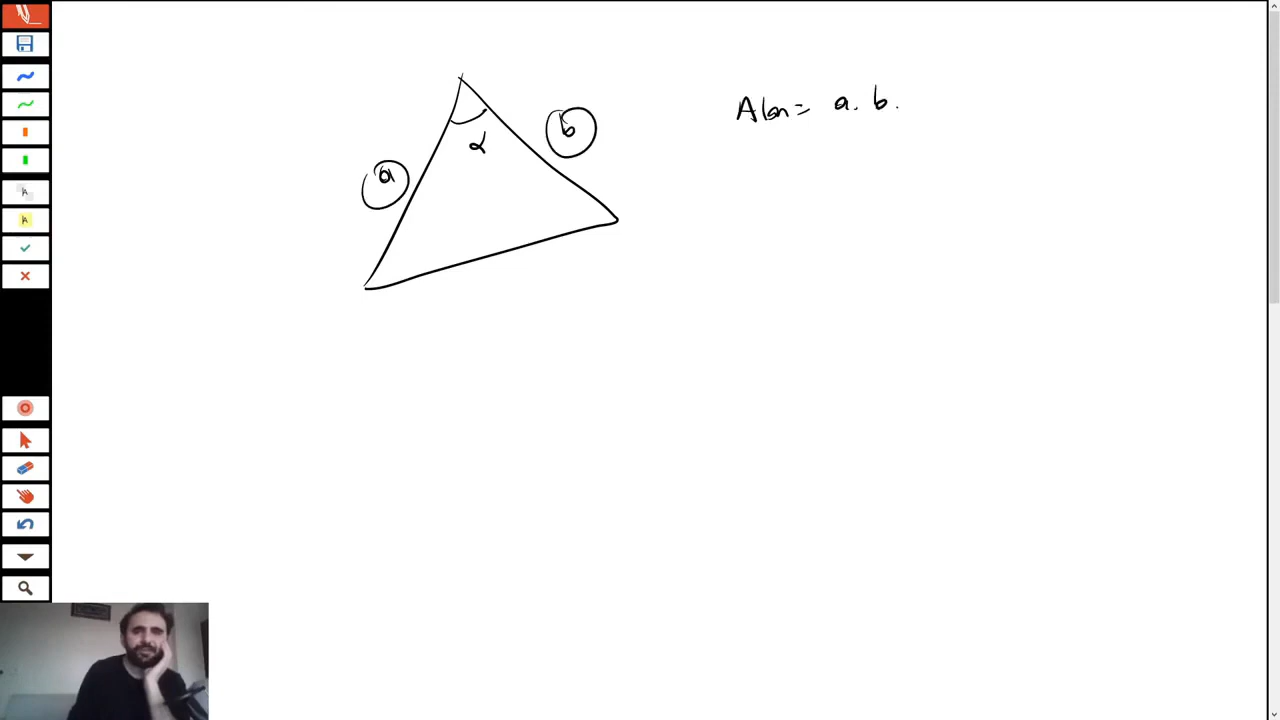 a
b
α
Alan = a. b.
A
A